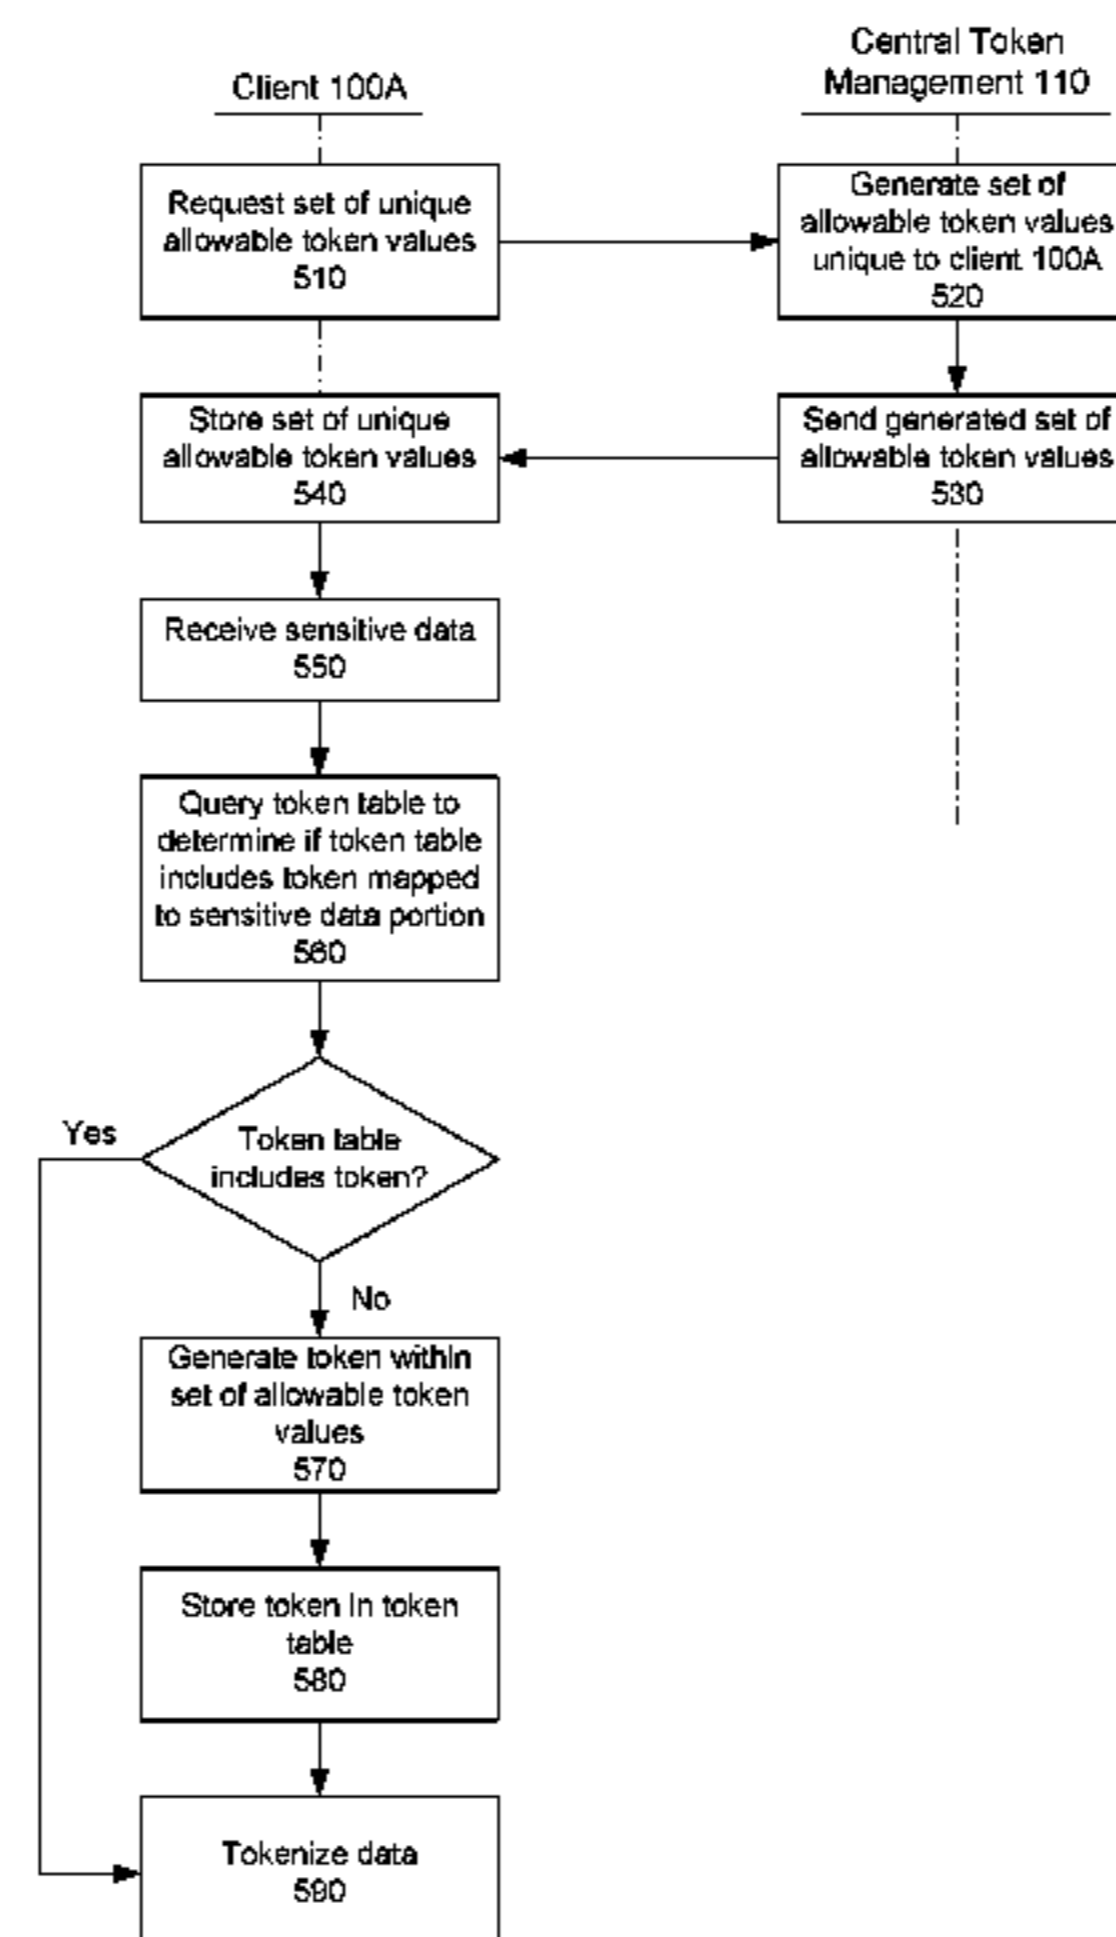 Client 100A
Central Token
Management 110
Request set of unique
allowable token values
510
Generate set of
allowable token values
unique to client 100A
520
Store set of unique
allowable token values
540
Send generated set of
allowable token values
530
Receive sensitive data
550
Query token table to
determine if token table
includes token mapped
to sensitive data portion
560
Token table
includes token?
Yes
No
Generate token within
set of allowable token
values
570
Store token in token
table
580
Tokenize data
590